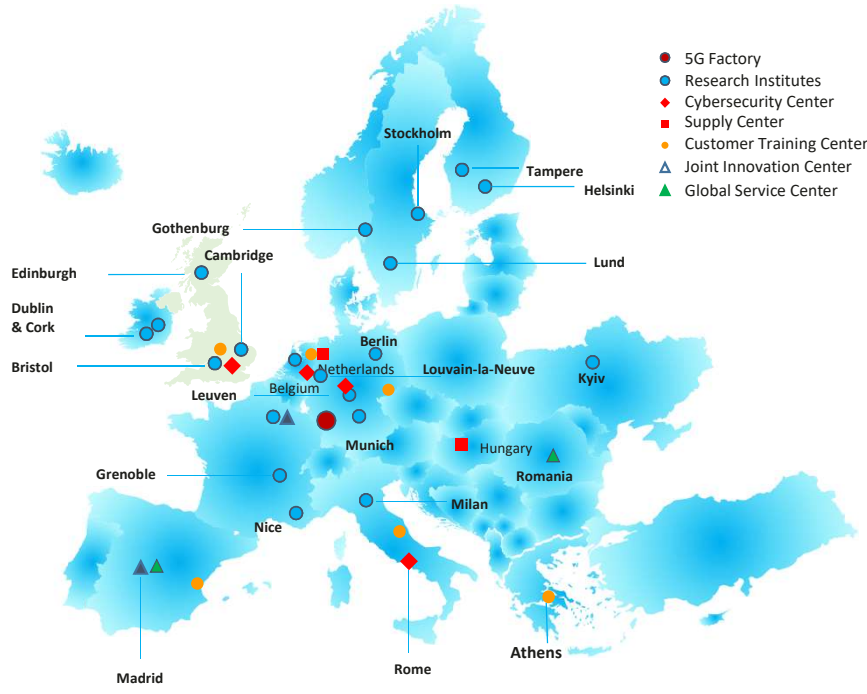 5G Factory
Research Institutes
Cybersecurity Center
Supply Center
Customer Training Center
Joint Innovation Center
Global Service Center
Stockholm
Tampere
Helsinki
Gothenburg
Cambridge
Edinburgh
Lund
Dublin
& Cork
Berlin
Bristol
Netherlands
Louvain-la-Neuve
Kyiv
Belgium
Leuven
Munich
Hungary
Grenoble
Romania
Milan
Nice
Athens
Rome
Madrid